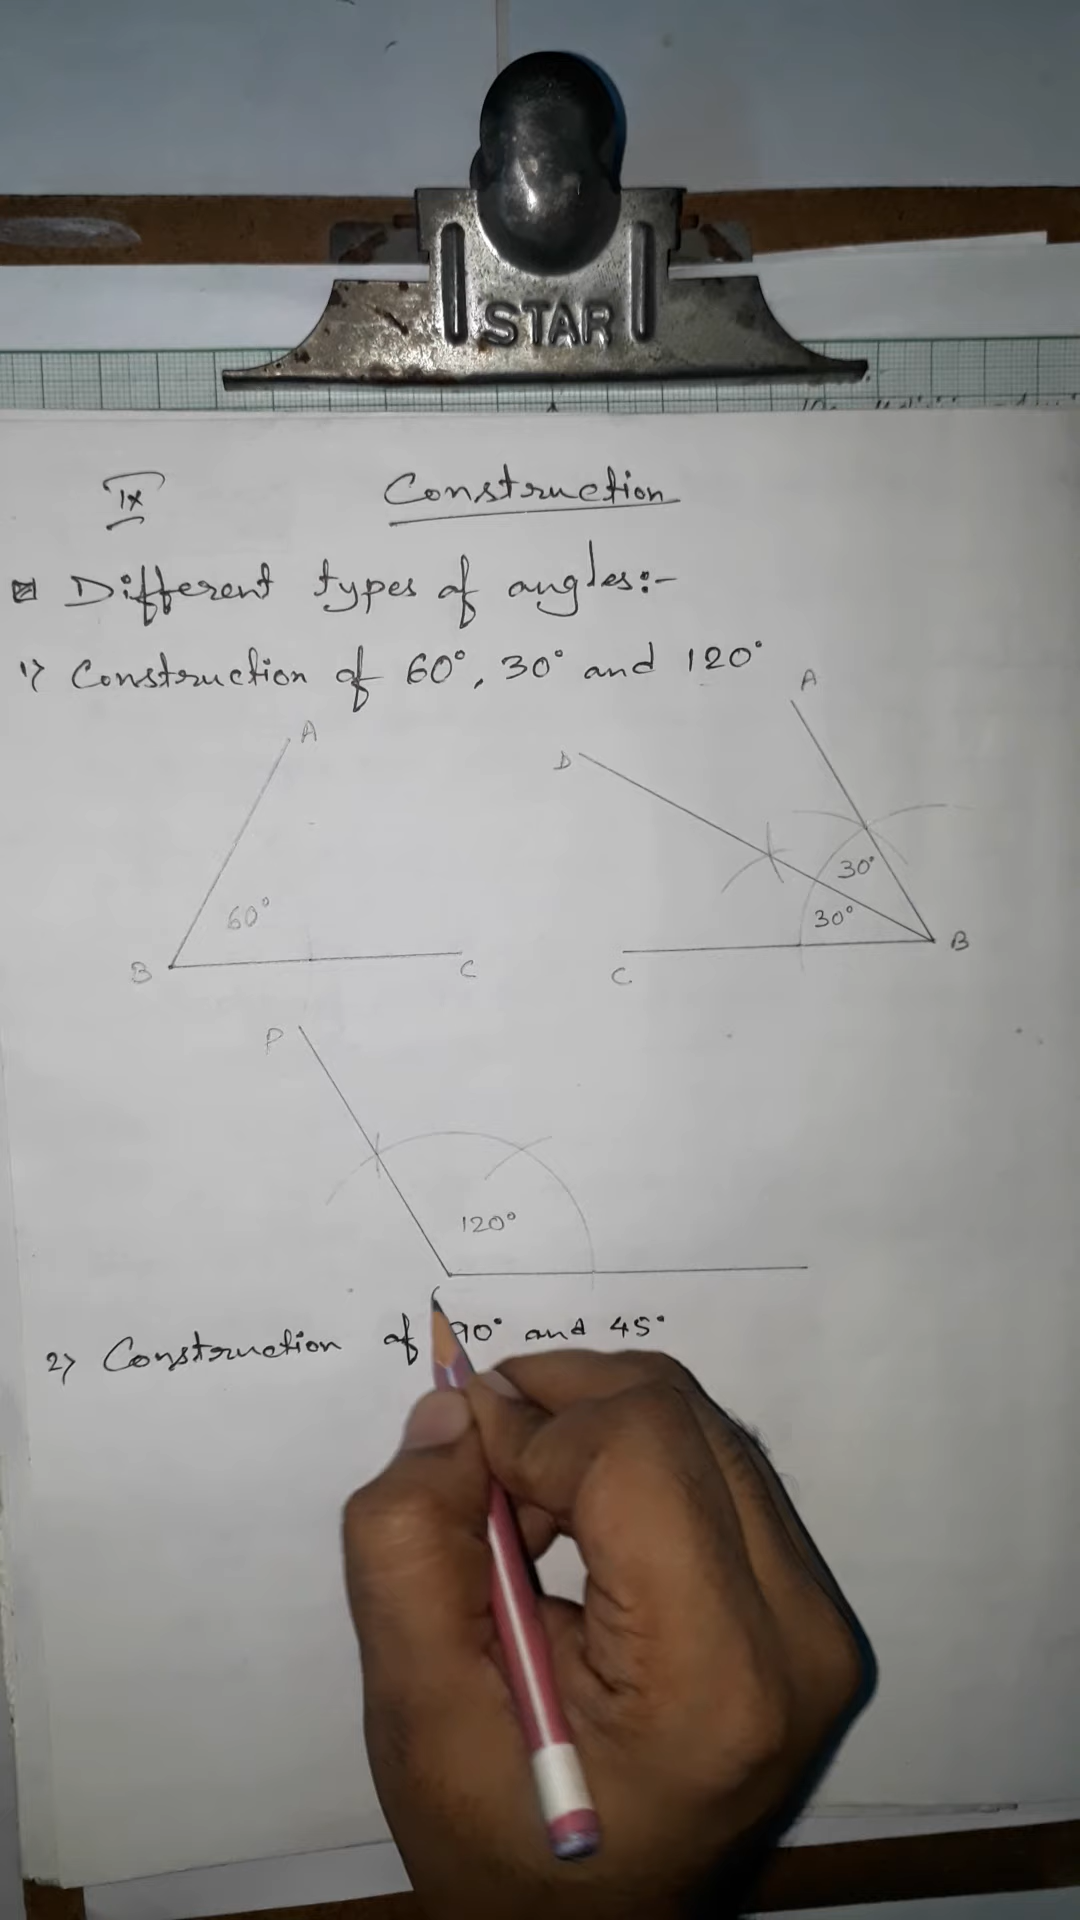 STAR
IX
Construction
Different types of angles:-
1) Construction of 60°, 30° and 120°
A
60°
B
C
A
D
30°
30°
B
C
P
120°
2) Construction of 90° and 45°